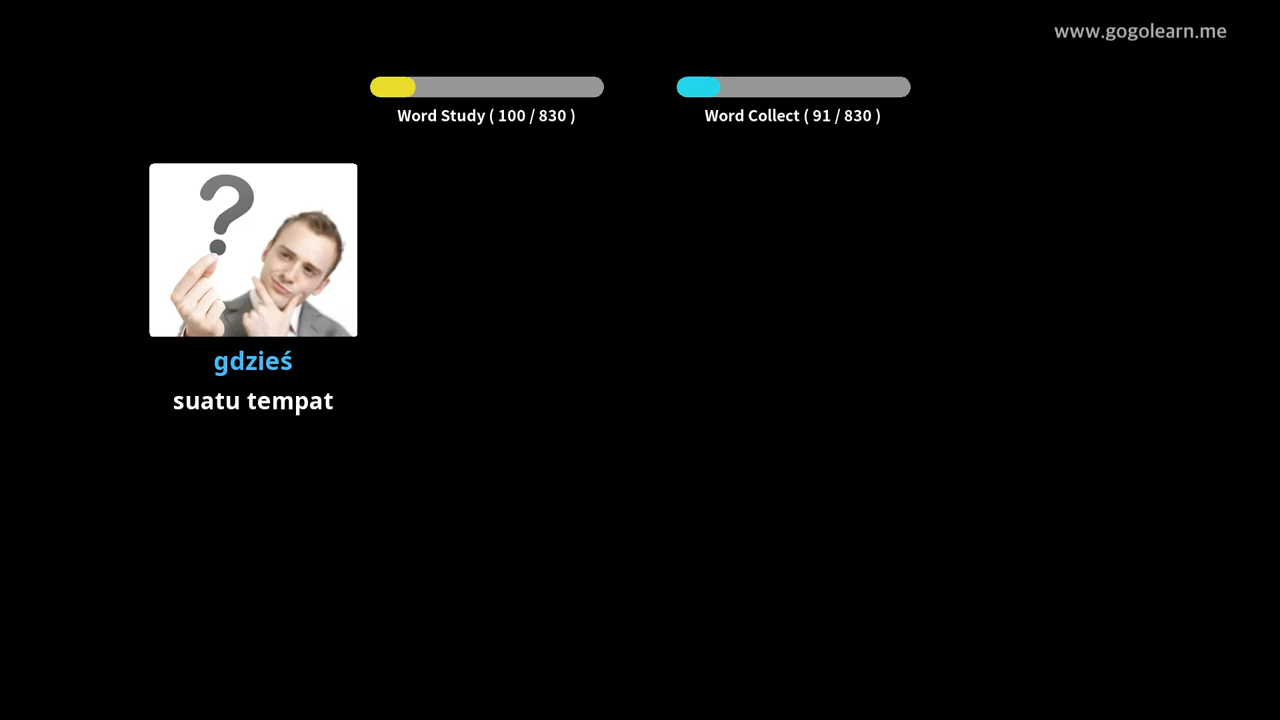 www.gogolearn.me
Word Study ( 100 / 830 )
Word Collect ( 91 / 830 )
?
gdzieś
suatu tempat